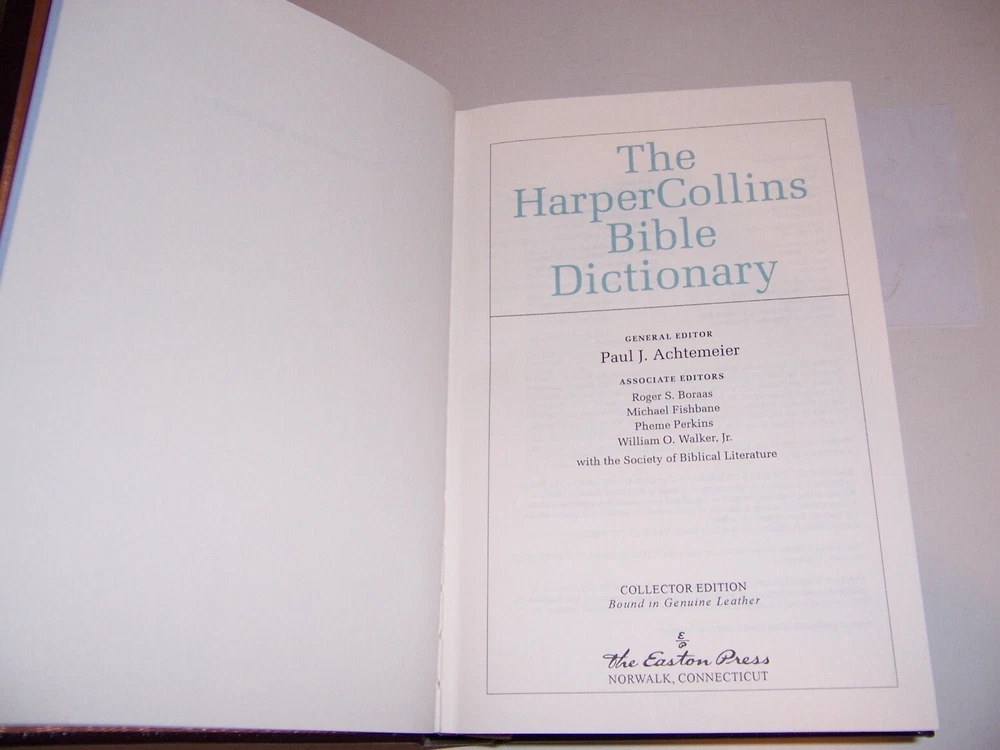 The
HarperCollins
Bible
Dictionary
GENERAL EDITOR
Paul J. Achtemeier
ASSOCIATE EDITORS
Roger S. Boraas
Michael Fishbane
Pheme Perkins
William O. Walker, Jr.
with the Society of Biblical Literature
COLLECTOR EDITION
Bound in Genuine Leather
The Easton Press
NORWALK, CONNECTICUT